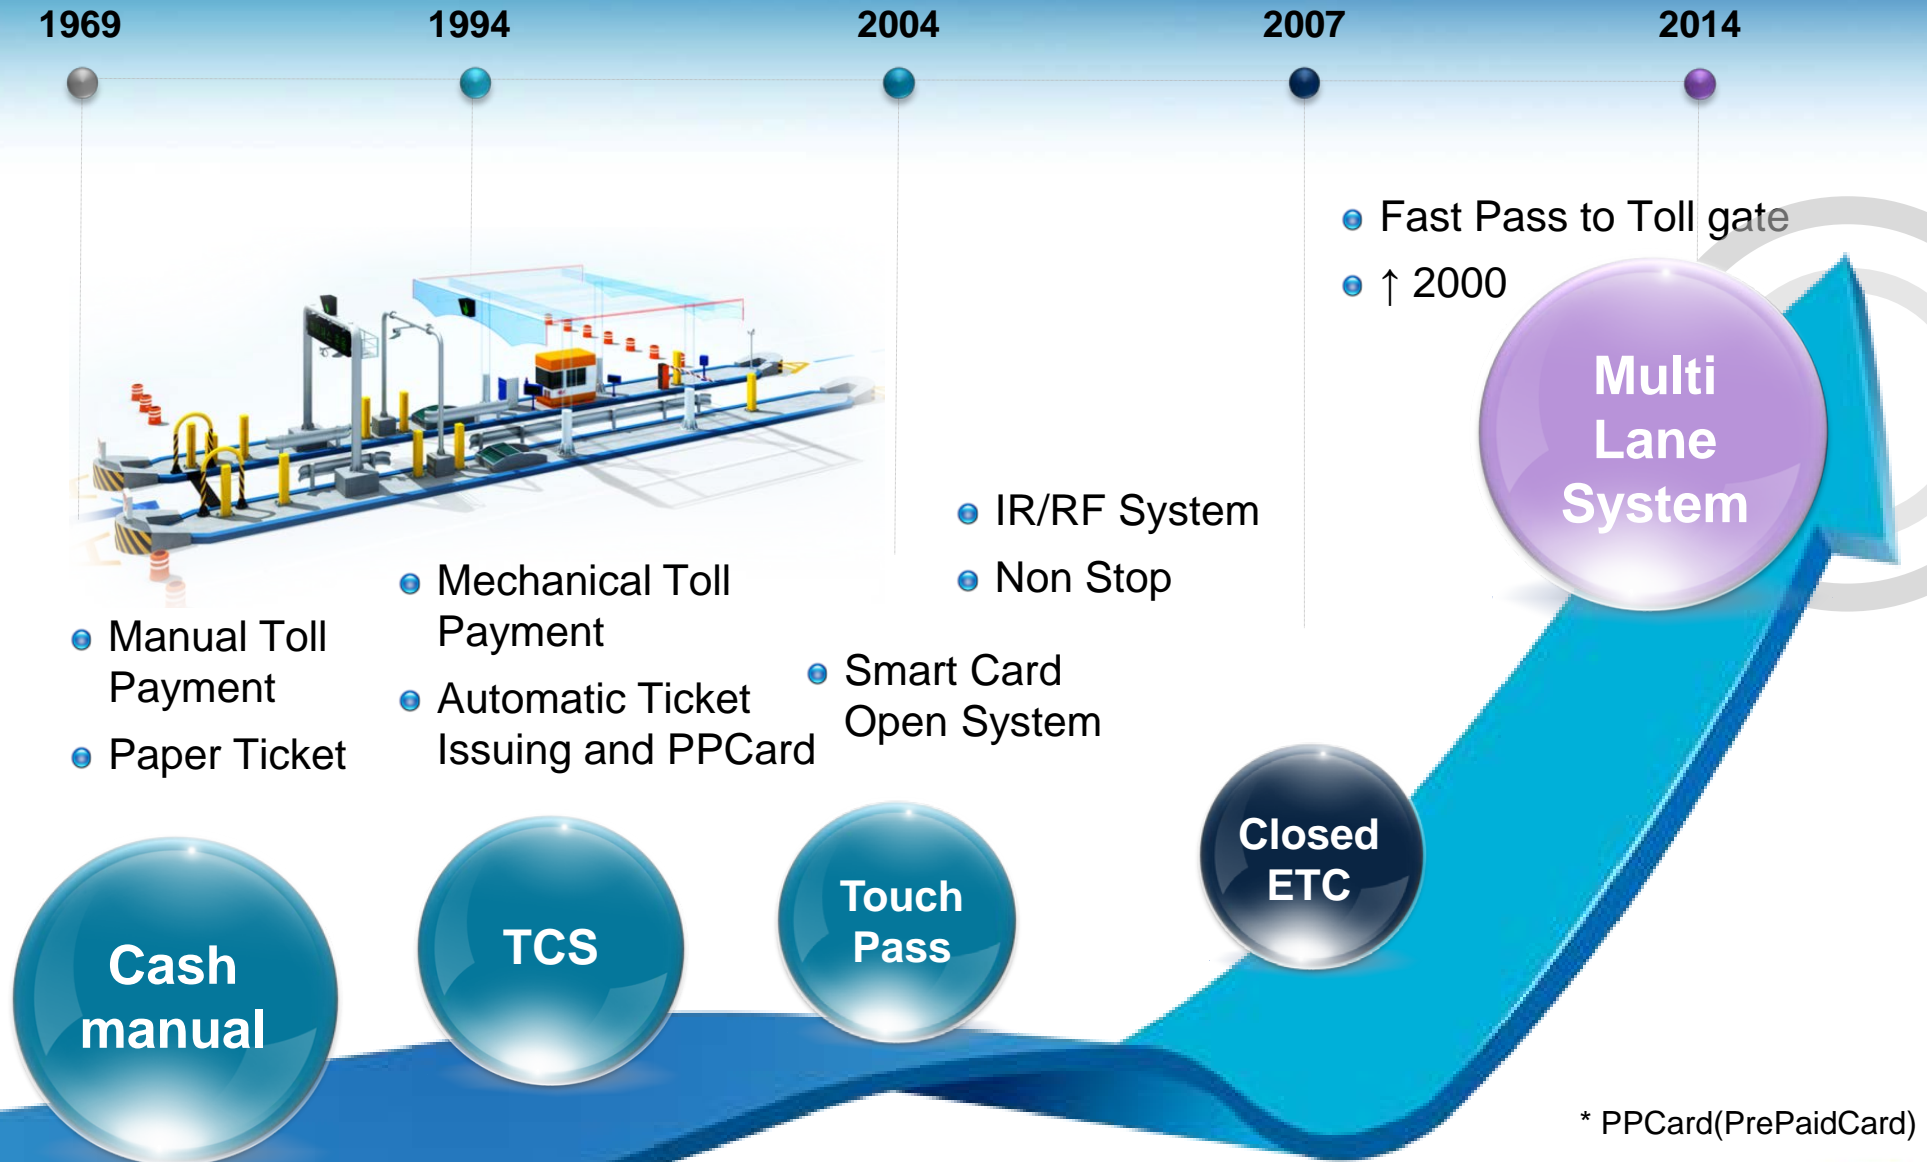 1969
1994
2004
2007
2014
Fast Pass to Toll gate
↑ 2000
Multi
Lane
System
IR/RF System
Non Stop
Mechanical Toll
Payment
Automatic Ticket
Issuing and PPCard
Manual Toll
Payment
Paper Ticket
Smart Card
Open System
Closed
ETC
Touch
Pass
TCS
Cash
manual
* PPCard(PrePaidCard)